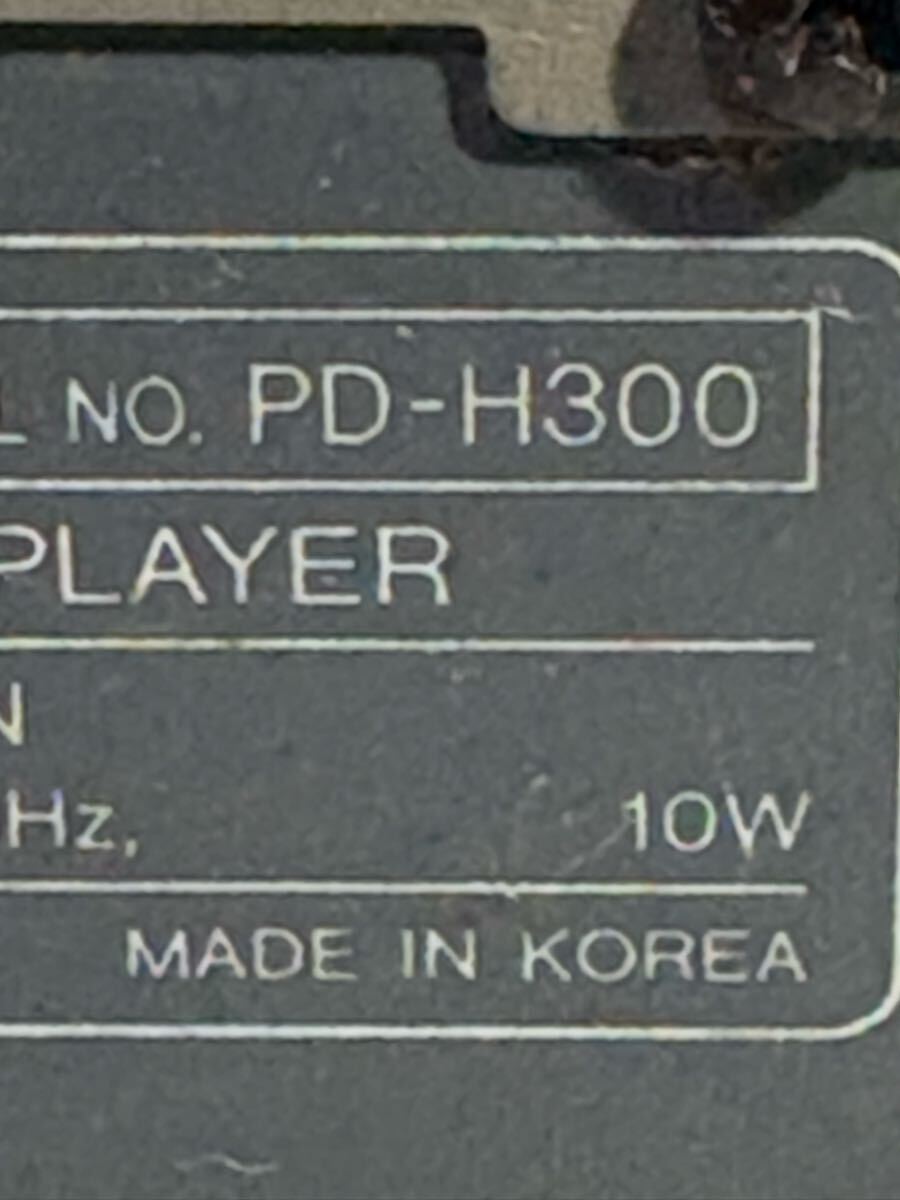 L NO. PD-H300
PLAYER
N
Hz, 10W
MADE IN KOREA